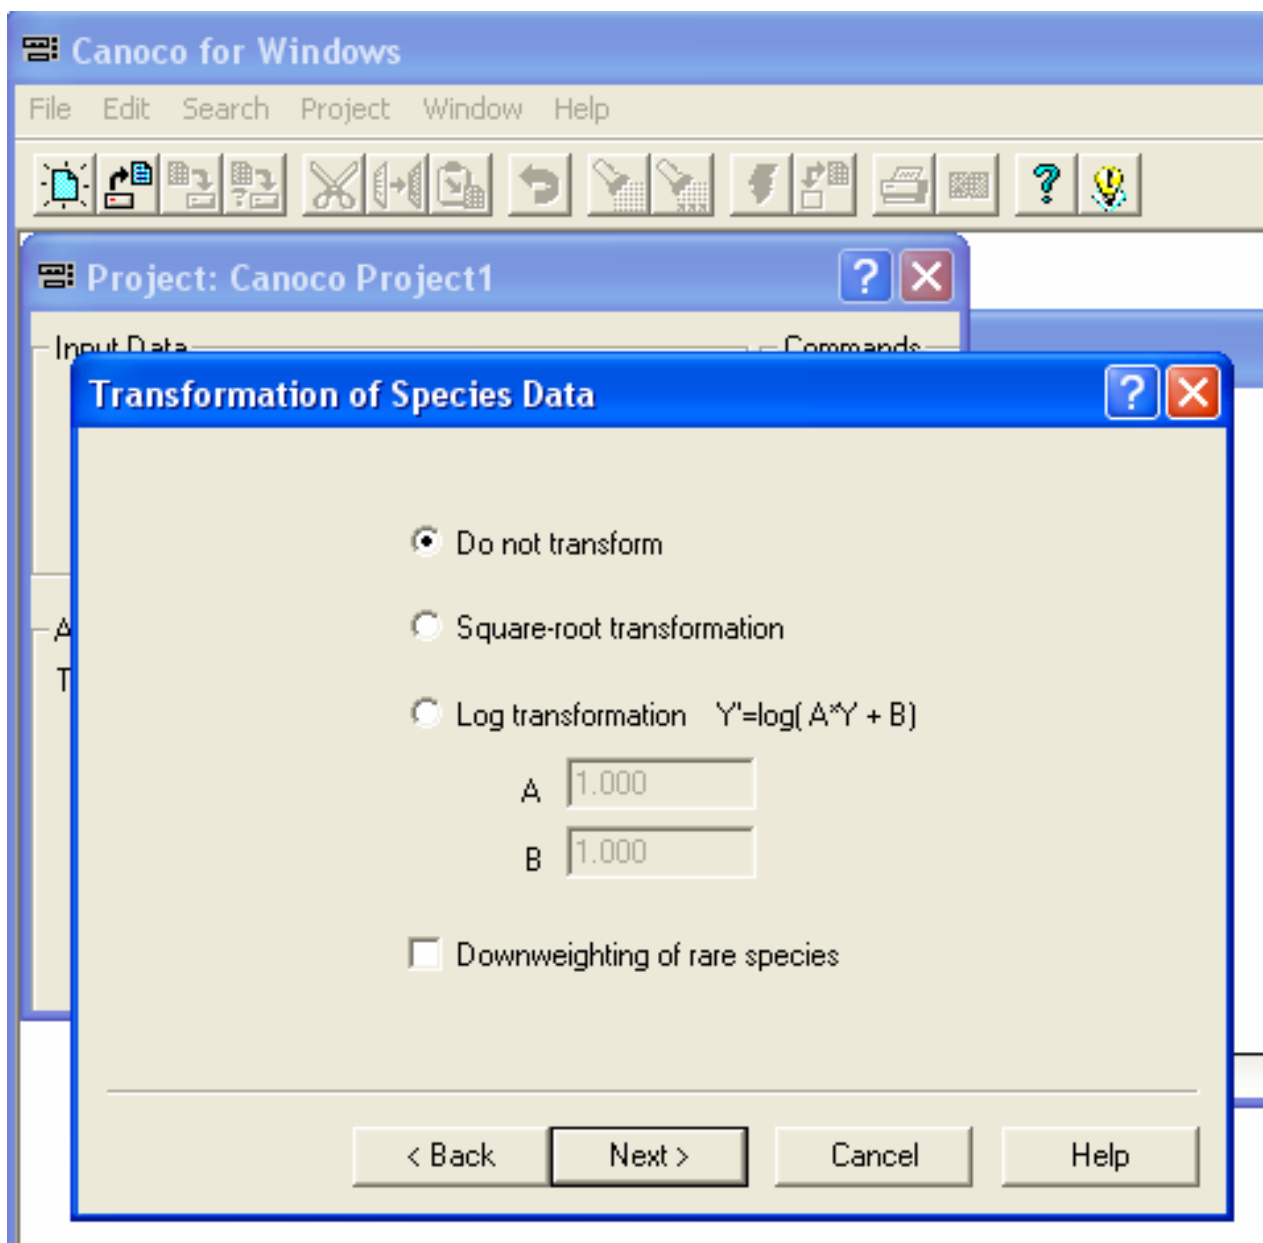 Canoco for Windows
File Edit Search Project Window Help
Project: Canoco Project1
Input Data
Commands
Transformation of Species Data
Do not transform
Square-root transformation
Log transformation Y'=log( A*Y + B)
A 1.000
B 1.000
Downweighting of rare species
< Back Next > Cancel Help